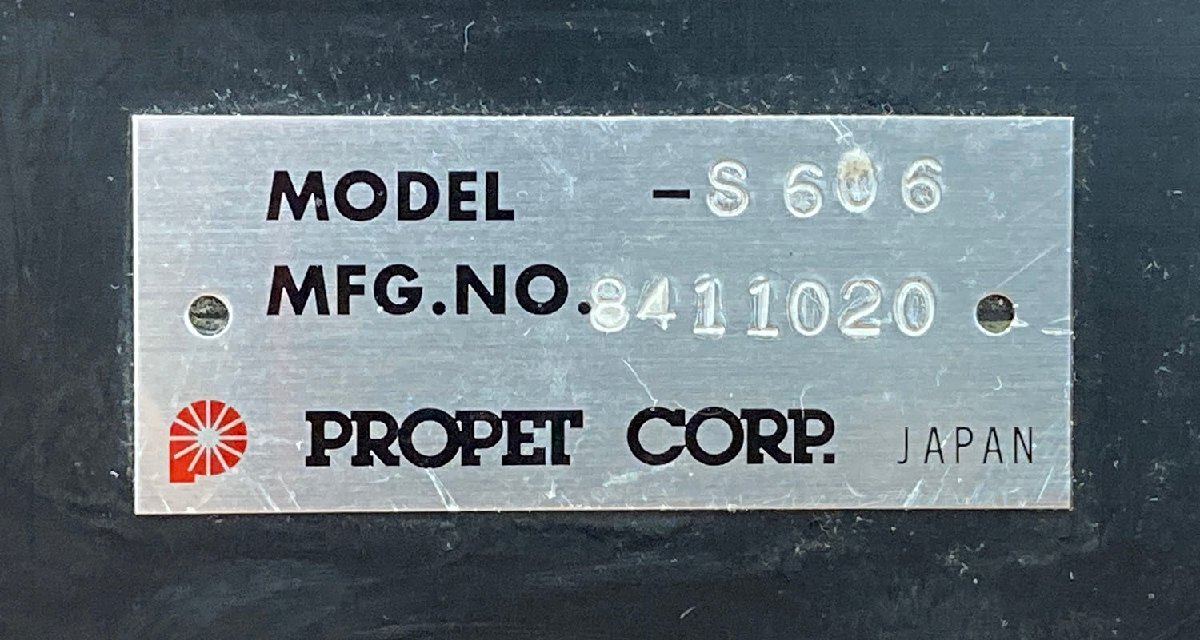 MODEL -S606
MFG.NO.8411020
PROPET CORP. JAPAN